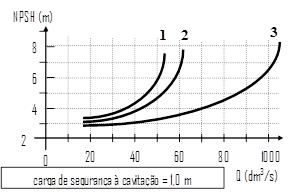 NPSH (m)
1 2 3
8
6
4
2
0 20 40 60 80 1000 Q (dm³/s)
carga de segurança à cavitação = 1,0 m